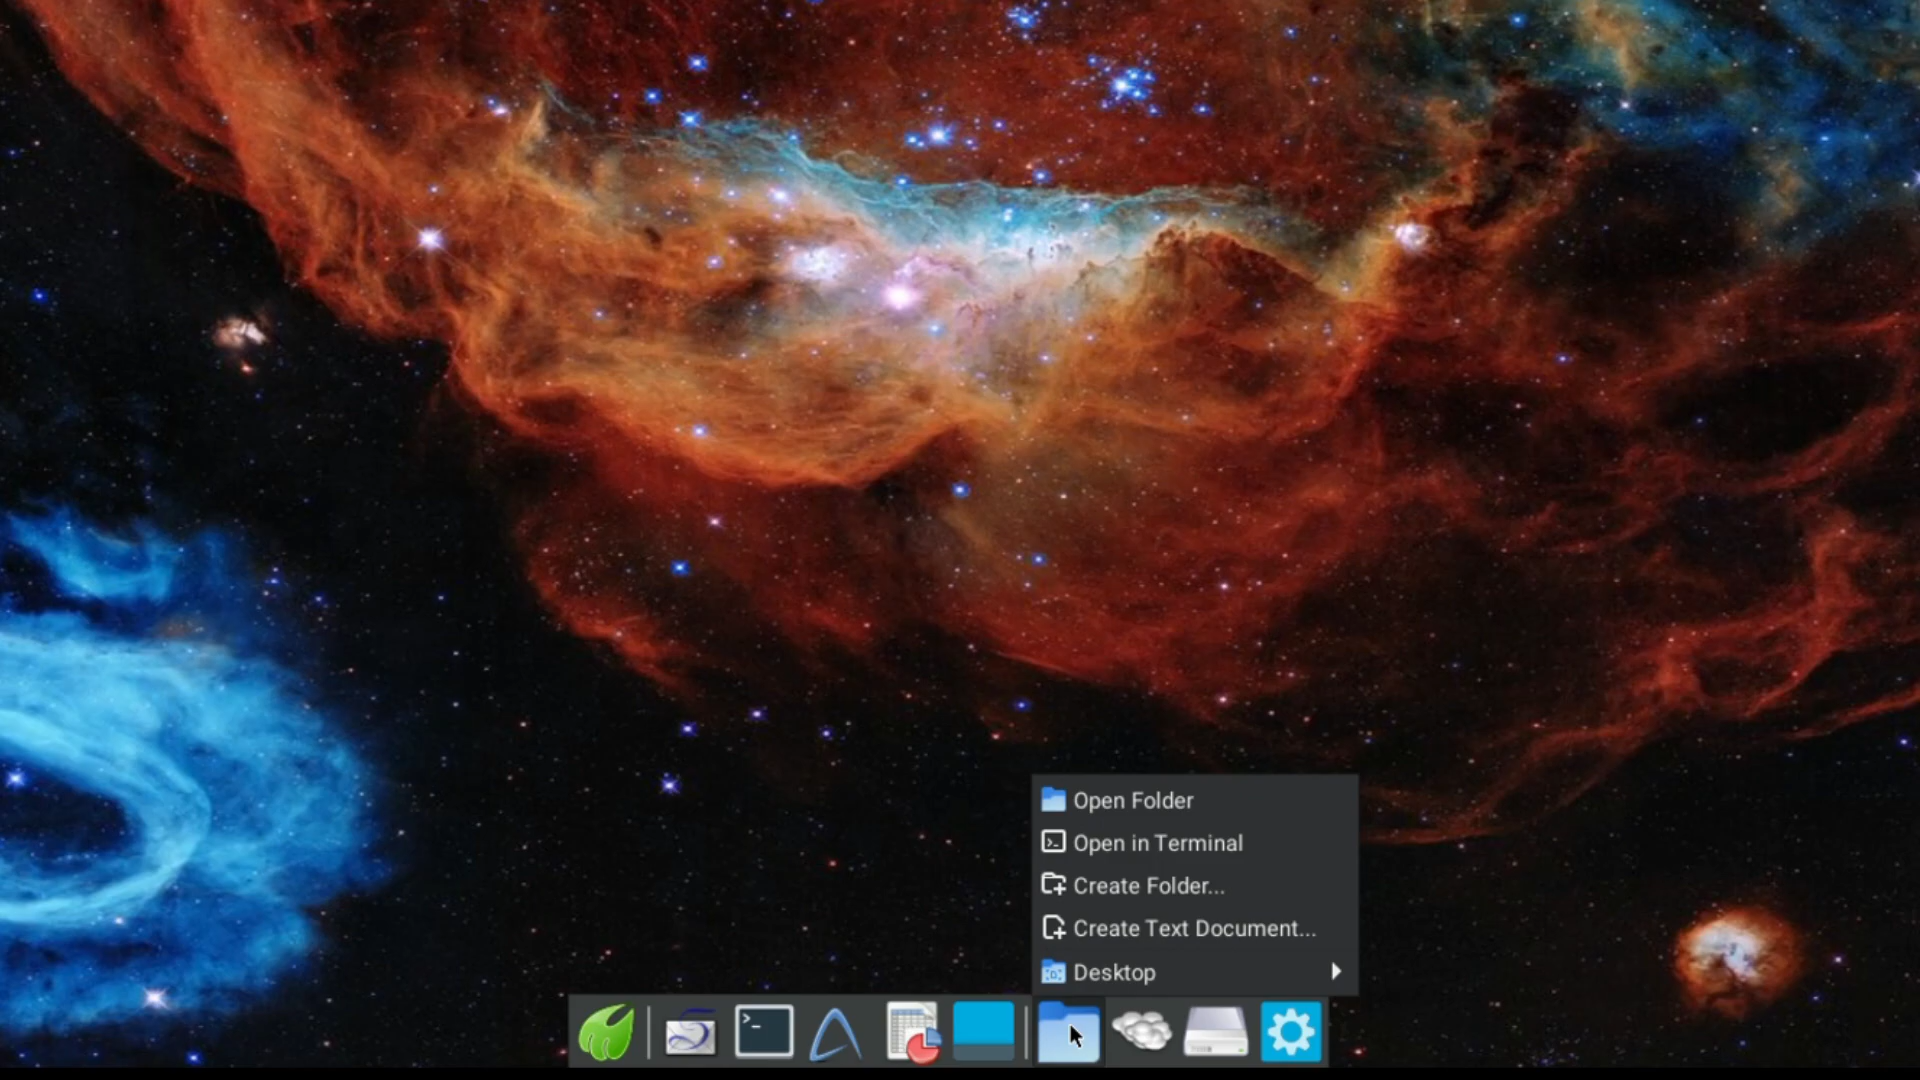 Open Folder
Open in Terminal
Create Folder...
Create Text Document...
Desktop